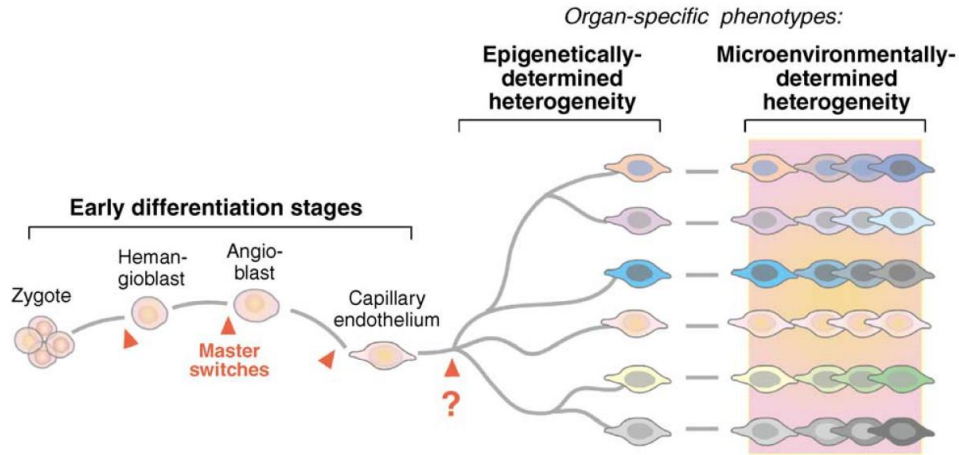 Organ-specific phenotypes:
Epigenetically-
determined
heterogeneity
Microenvironmentally-
determined
heterogeneity
Early differentiation stages
Zygote
Heman-
gioblast
Angio-
blast
Capillary
endothelium
Master
switches
?